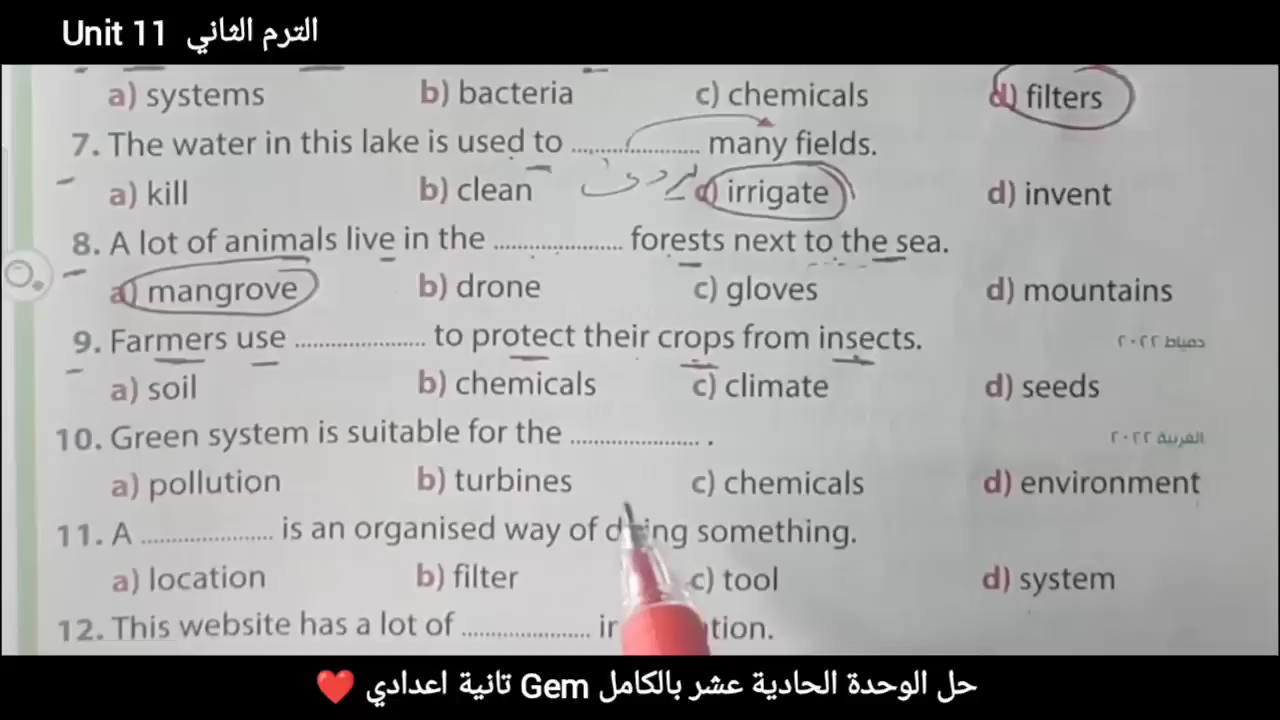 Unit 11 الترم الثاني
a) systems b) bacteria c) chemicals d) filters
7. The water in this lake is used to .................... many fields.
a) kill b) clean c) irrigate d) invent
8. A lot of animals live in the .................... forests next to the sea.
a) mangrove b) drone c) gloves d) mountains
9. Farmers use .................... to protect their crops from insects. دمياط ٢٠٢٢
a) soil b) chemicals c) climate d) seeds
10. Green system is suitable for the .................... . الغربية ٢٠٢٢
a) pollution b) turbines c) chemicals d) environment
11. A .................... is an organised way of doing something.
a) location b) filter c) tool d) system
12. This website has a lot of ....................
حل الوحدة الحادية عشر بالكامل Gem تانية اعدادي ❤️